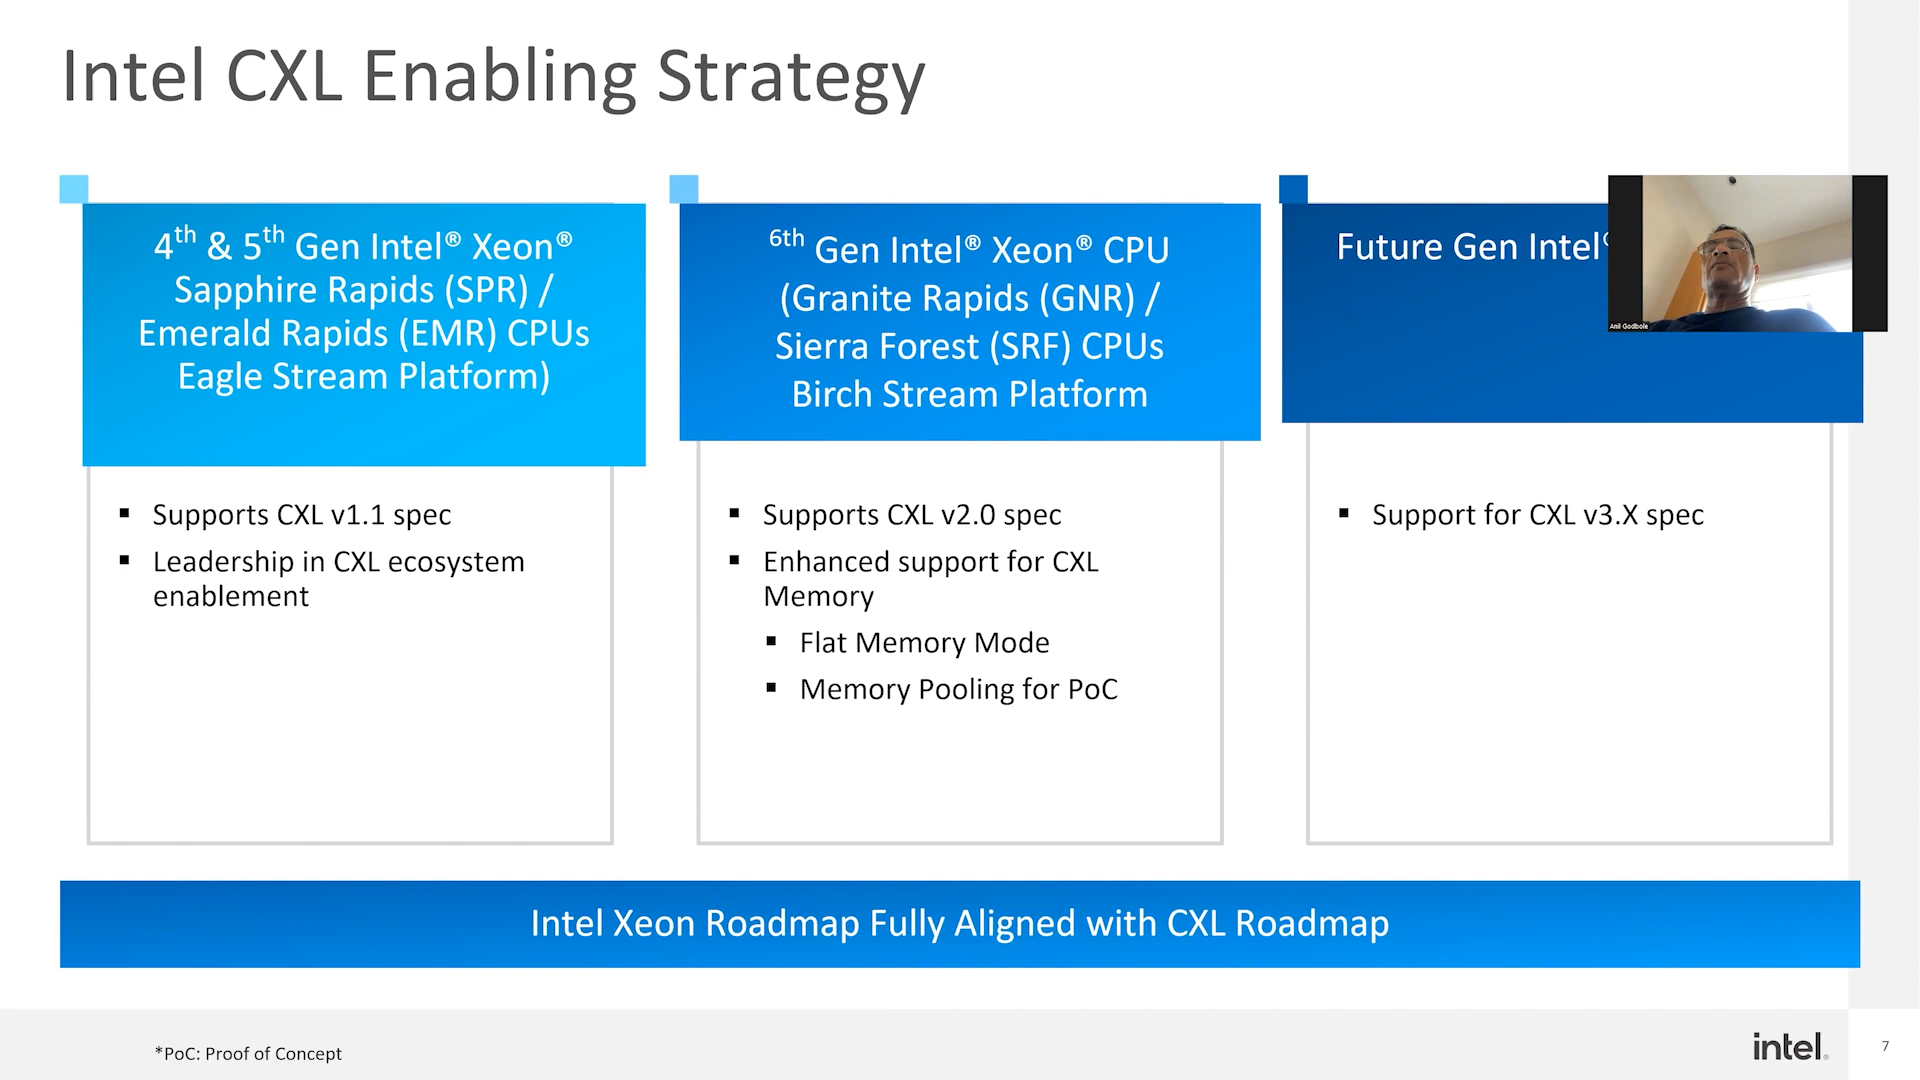 Intel CXL Enabling Strategy
4th & 5th Gen Intel® Xeon®
Sapphire Rapids (SPR) /
Emerald Rapids (EMR) CPUs
Eagle Stream Platform)
Supports CXL v1.1 spec
Leadership in CXL ecosystem
enablement
6th Gen Intel® Xeon® CPU
(Granite Rapids (GNR) /
Sierra Forest (SRF) CPUs
Birch Stream Platform
Supports CXL v2.0 spec
Enhanced support for CXL
Memory
Flat Memory Mode
Memory Pooling for PoC
Future Gen Intel®
Anil Godbole
Support for CXL v3.X spec
Intel Xeon Roadmap Fully Aligned with CXL Roadmap
*PoC: Proof of Concept
intel.
7